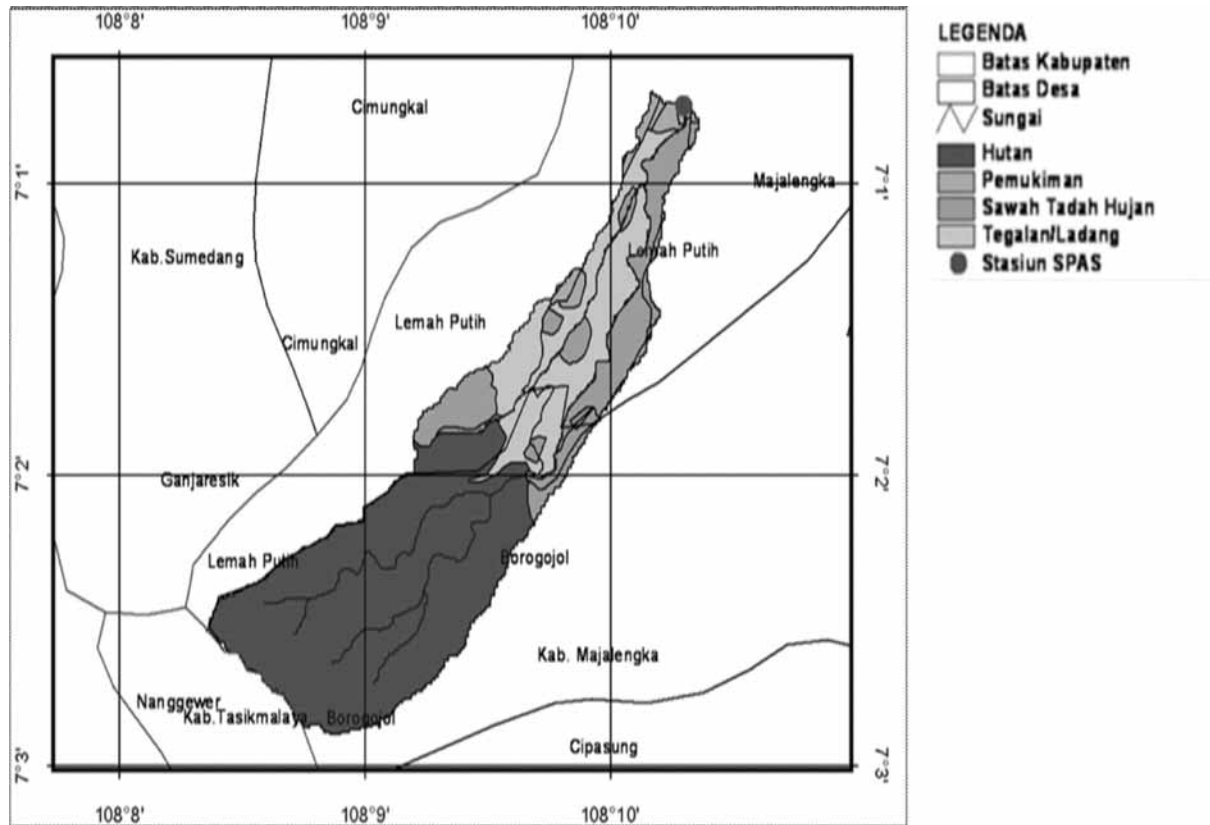 108°8'
108°9'
108°10'
LEGENDA
Batas Kabupaten
Batas Desa
Sungai
Hutan
Pemukiman
Sawah Tadah Hujan
Tegalan/Ladang
Stasiun SPAS
Cimungkal
7°1'
Majalengka
7°1'
Kab.Sumedang
Lemah Putih
Lemah Putih
Cimungkal
7°2'
Ganjaresik
7°2'
Lemah Putih
Borogojol
Kab. Majalengka
Nanggewer
Kab.Tasikmalaya
Borogojol
Cipasung
7°3'
7°3'
108°8'
108°9'
108°10'